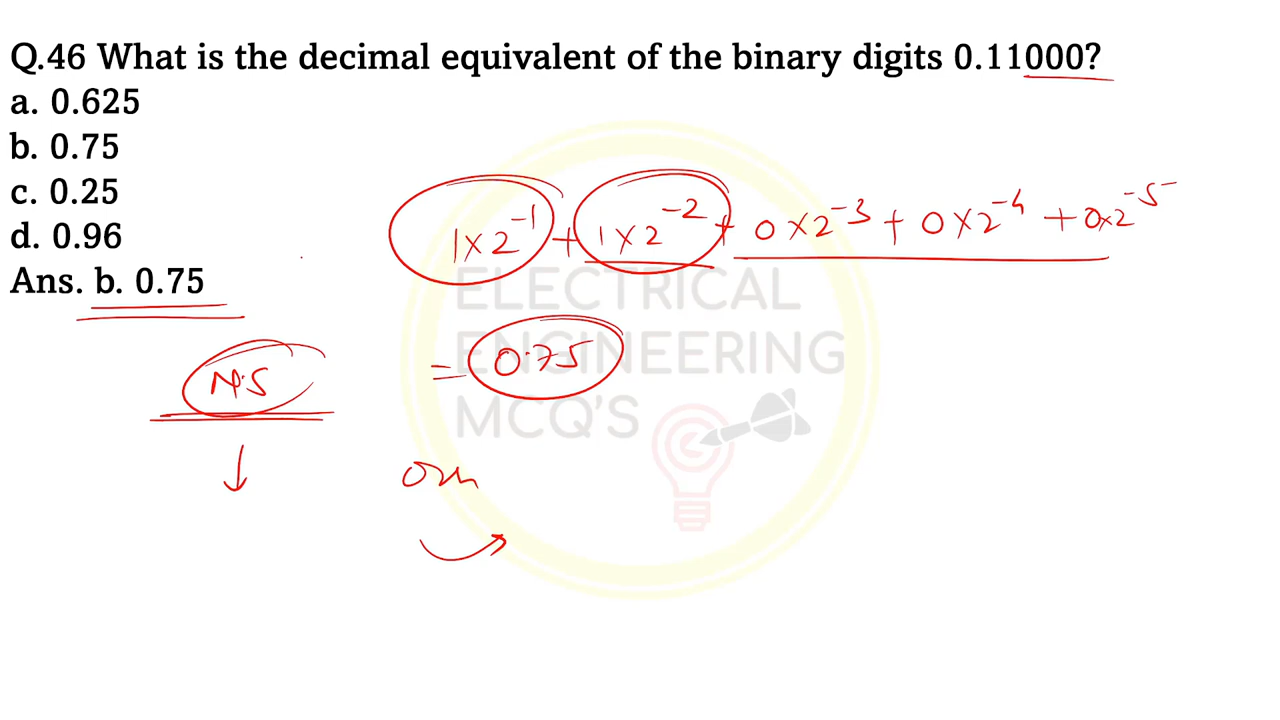 Q.46 What is the decimal equivalent of the binary digits 0.11000?
a. 0.625
b. 0.75
c. 0.25
d. 0.96
Ans. b. 0.75
1×2⁻¹ + 1×2⁻² + 0×2⁻³ + 0×2⁻⁴ + 0×2⁻⁵
= 0.75
N.S
ELECTRICAL
ENGINEERING
MCQ'S